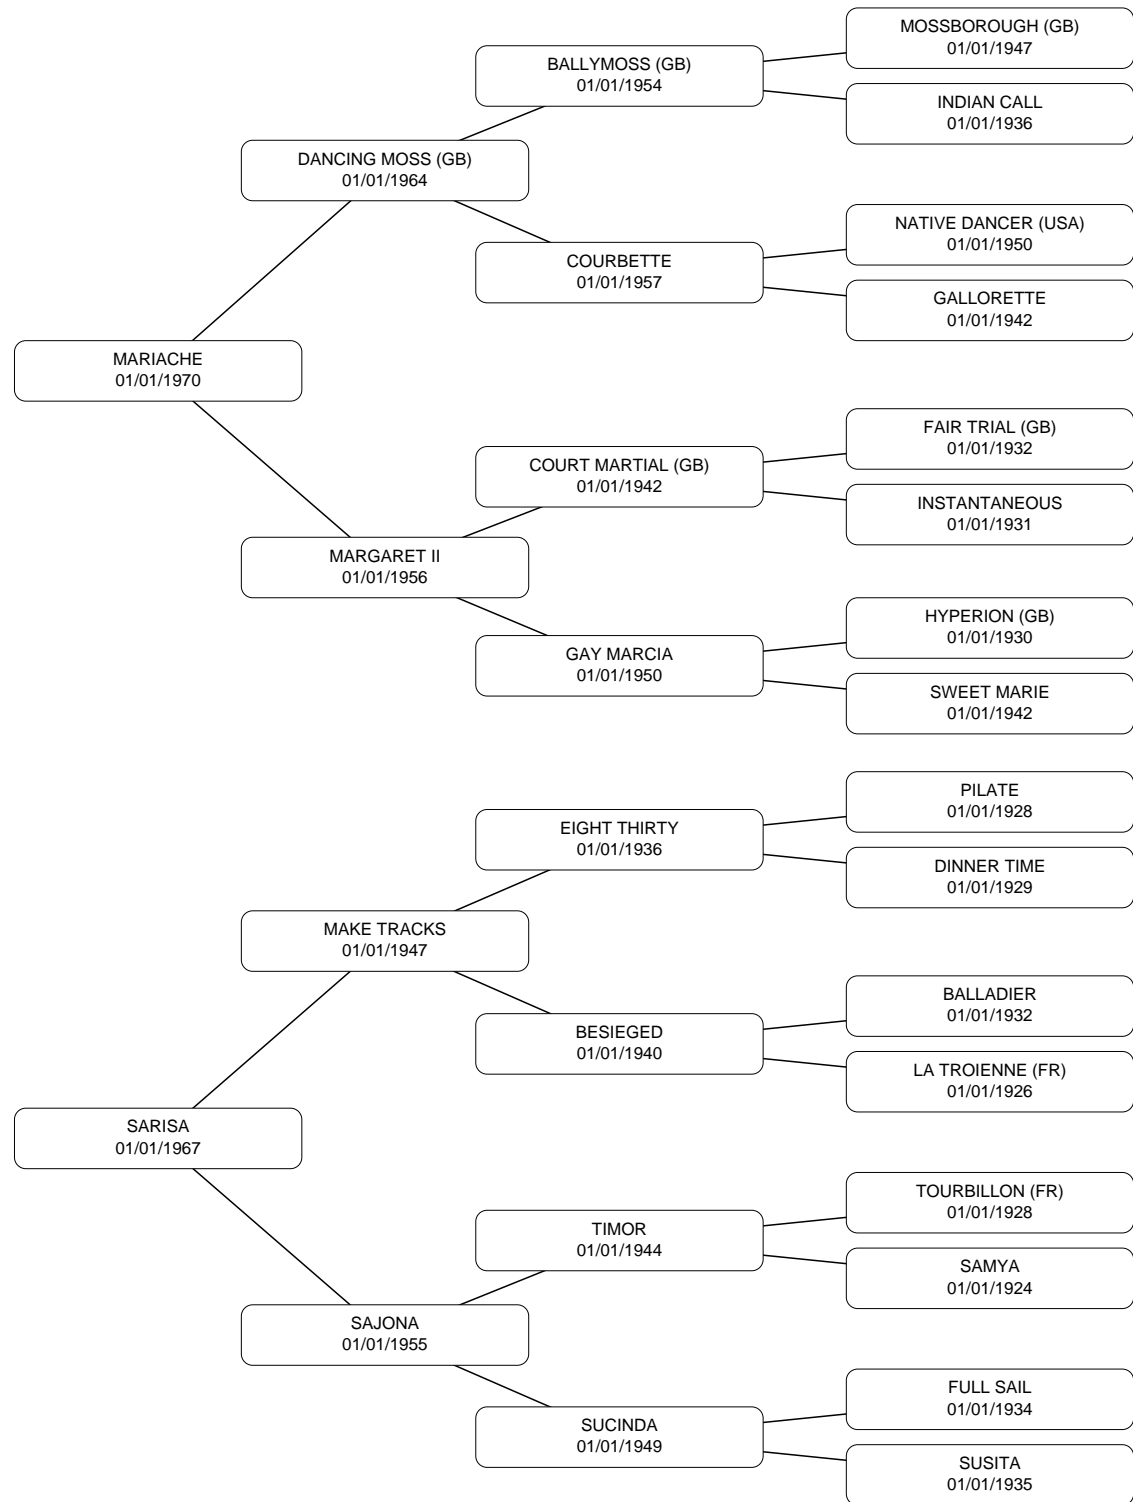 MOSSBOROUGH (GB)
01/01/1947
BALLYMOSS (GB)
01/01/1954
INDIAN CALL
01/01/1936
DANCING MOSS (GB)
01/01/1964
NATIVE DANCER (USA)
01/01/1950
COURBETTE
01/01/1957
GALLORETTE
01/01/1942
MARIACHE
01/01/1970
FAIR TRIAL (GB)
01/01/1932
COURT MARTIAL (GB)
01/01/1942
INSTANTANEOUS
01/01/1931
MARGARET II
01/01/1956
HYPERION (GB)
01/01/1930
GAY MARCIA
01/01/1950
SWEET MARIE
01/01/1942
PILATE
01/01/1928
EIGHT THIRTY
01/01/1936
DINNER TIME
01/01/1929
MAKE TRACKS
01/01/1947
BALLADIER
01/01/1932
BESIEGED
01/01/1940
LA TROIENNE (FR)
01/01/1926
SARISA
01/01/1967
TOURBILLON (FR)
01/01/1928
TIMOR
01/01/1944
SAMYA
01/01/1924
SAJONA
01/01/1955
FULL SAIL
01/01/1934
SUCINDA
01/01/1949
SUSITA
01/01/1935